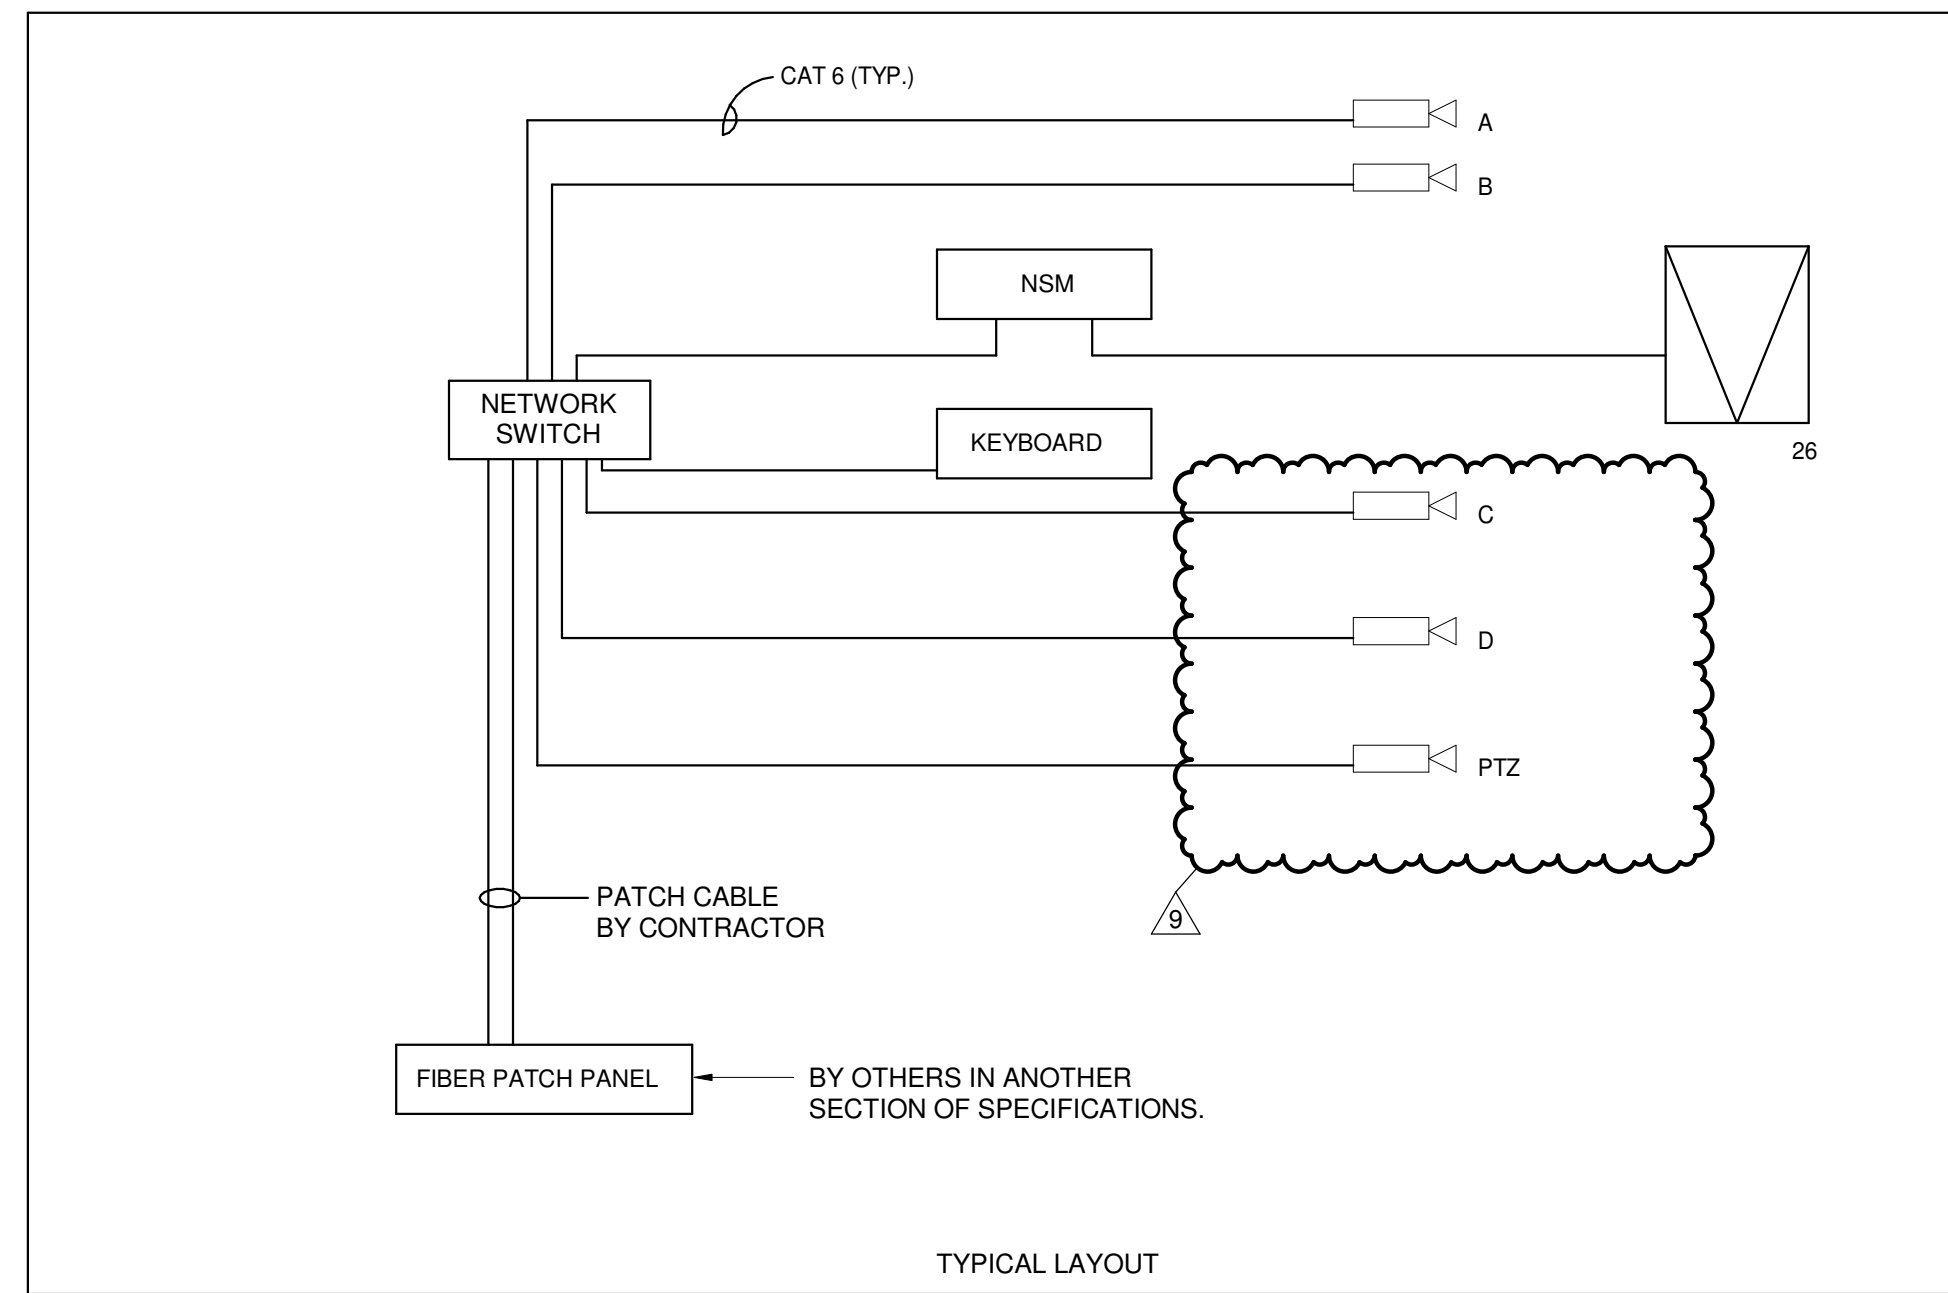 CAT 6 (TYP.)
A
B
NSM
NETWORK
SWITCH
KEYBOARD
26
C
D
PTZ
PATCH CABLE
BY CONTRACTOR
9
FIBER PATCH PANEL
BY OTHERS IN ANOTHER
SECTION OF SPECIFICATIONS.
TYPICAL LAYOUT